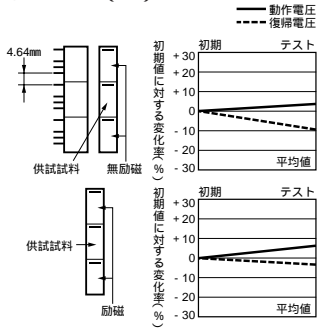 動作電圧
復帰電圧
4.64mm
供試試料
無励磁
初期値に対する変化率(%)
初期
テスト
+30
+20
+10
0
-10
-20
-30
平均値
供試試料
励磁
初期値に対する変化率(%)
初期
テスト
+30
+20
+10
0
-10
-20
-30
平均値